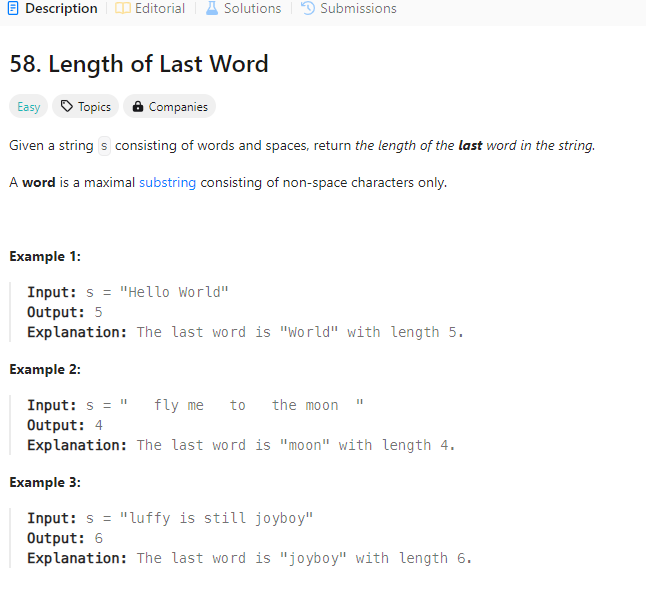 Description | Editorial | Solutions | Submissions
58. Length of Last Word
Easy Topics Companies
Given a string s consisting of words and spaces, return the length of the last word in the string.
A word is a maximal substring consisting of non-space characters only.
Example 1:
Input: s = "Hello World"
Output: 5
Explanation: The last word is "World" with length 5.
Example 2:
Input: s = "   fly me   to   the moon  "
Output: 4
Explanation: The last word is "moon" with length 4.
Example 3:
Input: s = "luffy is still joyboy"
Output: 6
Explanation: The last word is "joyboy" with length 6.